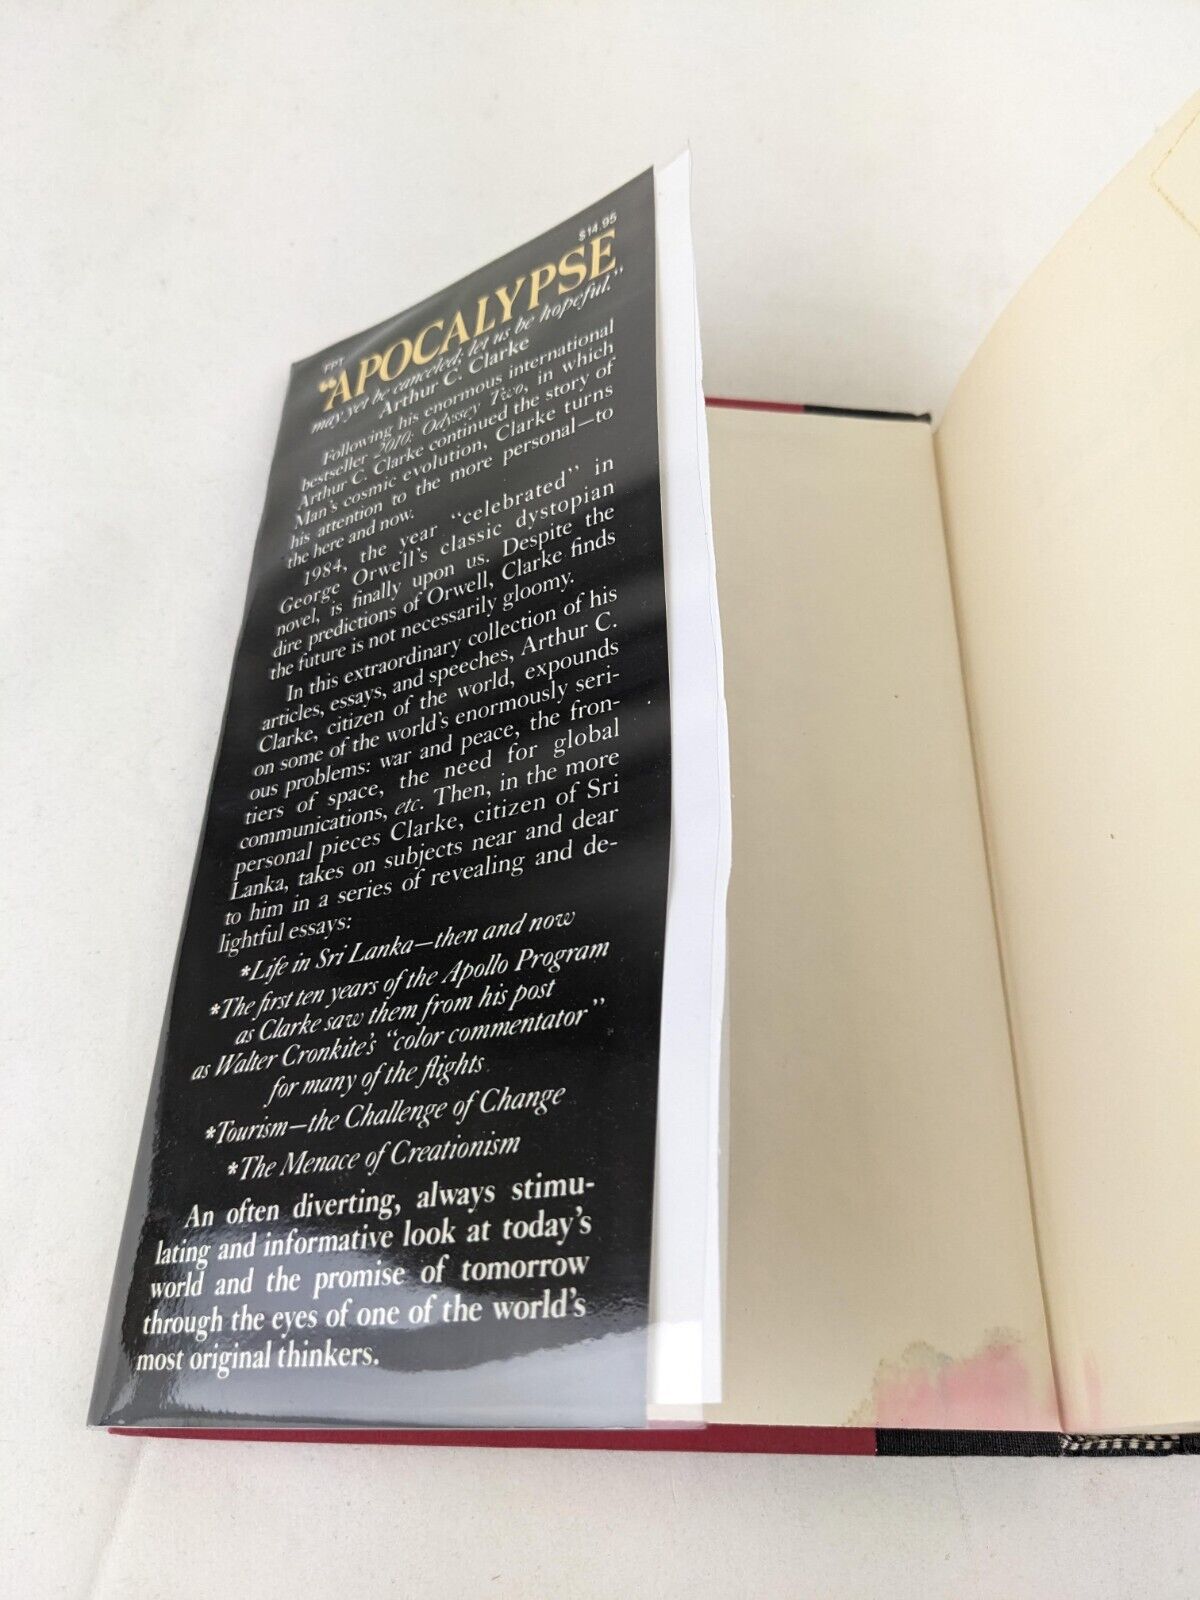 $14.95
FPT
"APOCALYPSE
may yet be canceled; let us be hopeful."
Arthur C. Clarke
Following his enormous international
bestseller 2010: Odyssey Two, in which
Arthur C. Clarke continued the story of
Man's cosmic evolution, Clarke turns
his attention to the more personal—to
the here and now.
1984, the year "celebrated" in
George Orwell's classic dystopian
novel, is finally upon us. Despite the
dire predictions of Orwell, Clarke finds
the future is not necessarily gloomy.
In this extraordinary collection of his
articles, essays, and speeches, Arthur C.
Clarke, citizen of the world, expounds
on some of the world's enormously seri-
ous problems: war and peace, the fron-
tiers of space, the need for global
communications, etc. Then, in the more
personal pieces Clarke, citizen of Sri
Lanka, takes on subjects near and dear
to him in a series of revealing and de-
lightful essays:
*Life in Sri Lanka—then and now
*The first ten years of the Apollo Program
as Clarke saw them from his post
as Walter Cronkite's "color commentator"
for many of the flights
*Tourism—the Challenge of Change
*The Menace of Creationism
An often diverting, always stimu-
lating and informative look at today's
world and the promise of tomorrow
through the eyes of one of the world's
most original thinkers.